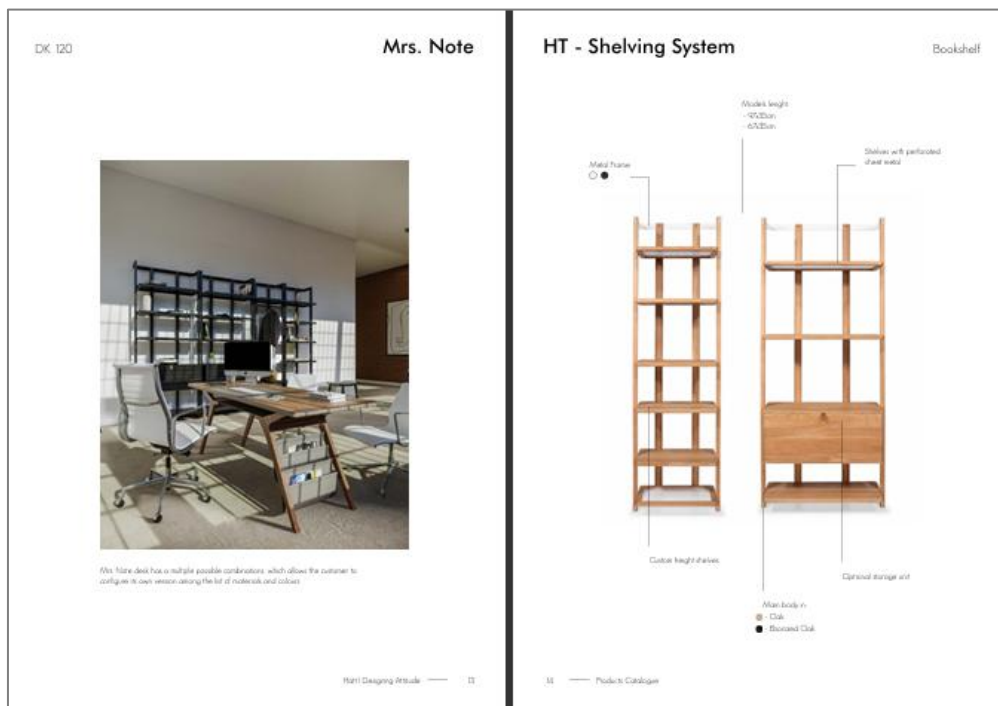 DK 120
Mrs. Note
Mrs. Note desk has a multiple possible combinations which allows the customer to
configure its own version among the list of materials and colours
Designing Attitude
13
HT - Shelving System
Bookshelf
Models lenght
Metal Frame
Shelves with perforated
sheet metal
Custom height shelves
Optional storage unit
Main body in
- Oak
- Ebonized Oak
14
Products Catalogue